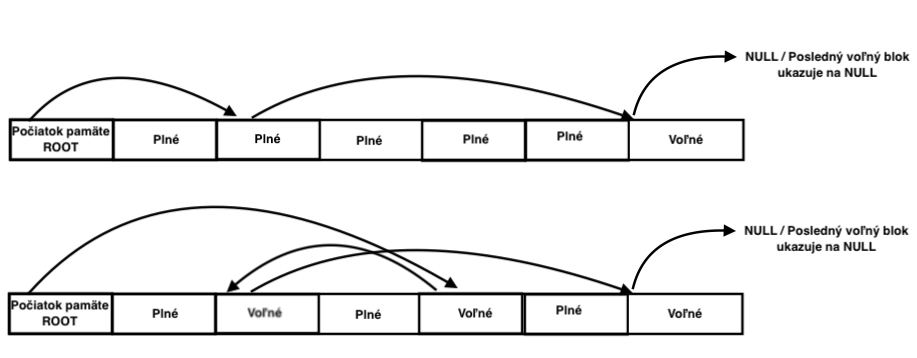 NULL / Posledný voľný blok
ukazuje na NULL
Počiatok pamäte
ROOT
Plné
Plné
Plné
Plné
Plné
Voľné
NULL / Posledný voľný blok
ukazuje na NULL
Počiatok pamäte
ROOT
Plné
Voľné
Plné
Voľné
Plné
Voľné